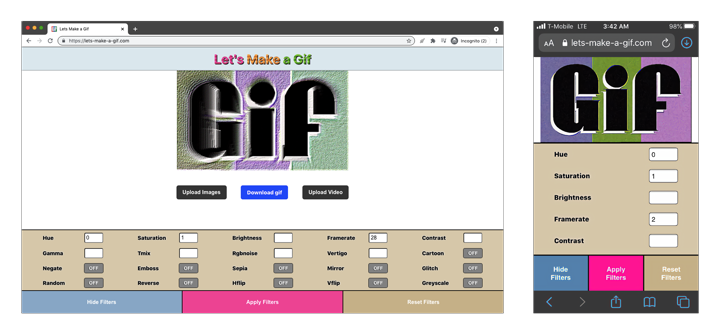 Lets Make a Gif
https://lets-make-a-gif.com
Incognito (2)
Let's Make a Gif
Gif
Upload Images
Download gif
Upload Video
Hue 0 Saturation 1 Brightness Framerate 28 Contrast
Gamma Tmix Rgbnoise Vertigo Cartoon OFF
Negate OFF Emboss OFF Sepia OFF Mirror OFF Glitch OFF
Random OFF Reverse OFF Hflip OFF Vflip OFF Greyscale OFF
Hide Filters
Apply Filters
Reset Filters
T-Mobile LTE 3:42 AM 98%
AA lets-make-a-gif.com
Gif
Hue 0
Saturation 1
Brightness
Framerate 2
Contrast
Hide
Filters
Apply
Filters
Reset
Filters